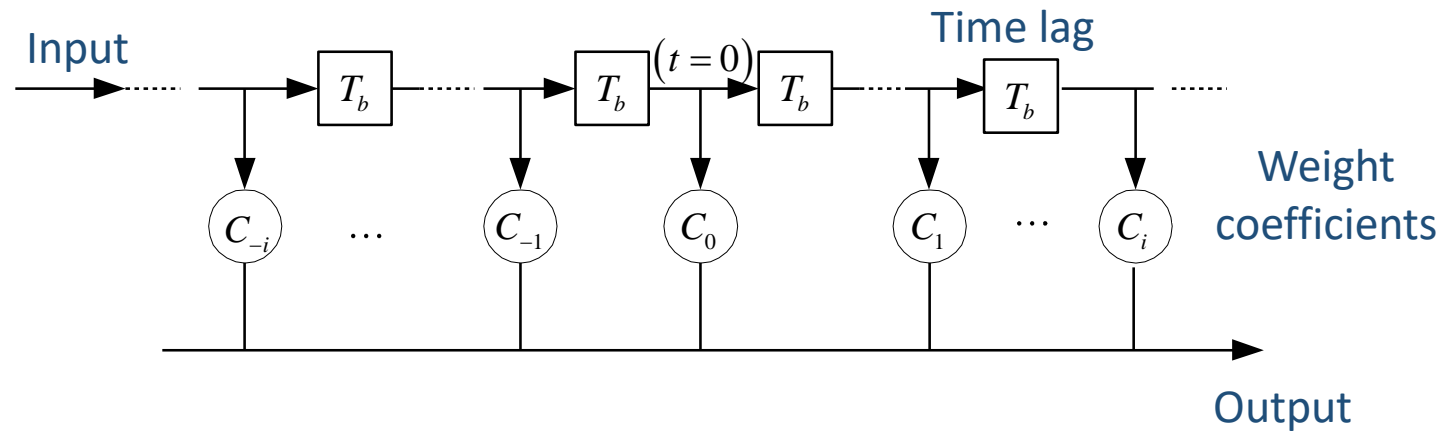 Input
Time lag
(t = 0)
T_b
T_b
T_b
T_b
Weight
coefficients
C_{-i}
...
C_{-1}
C_0
C_1
...
C_i
Output